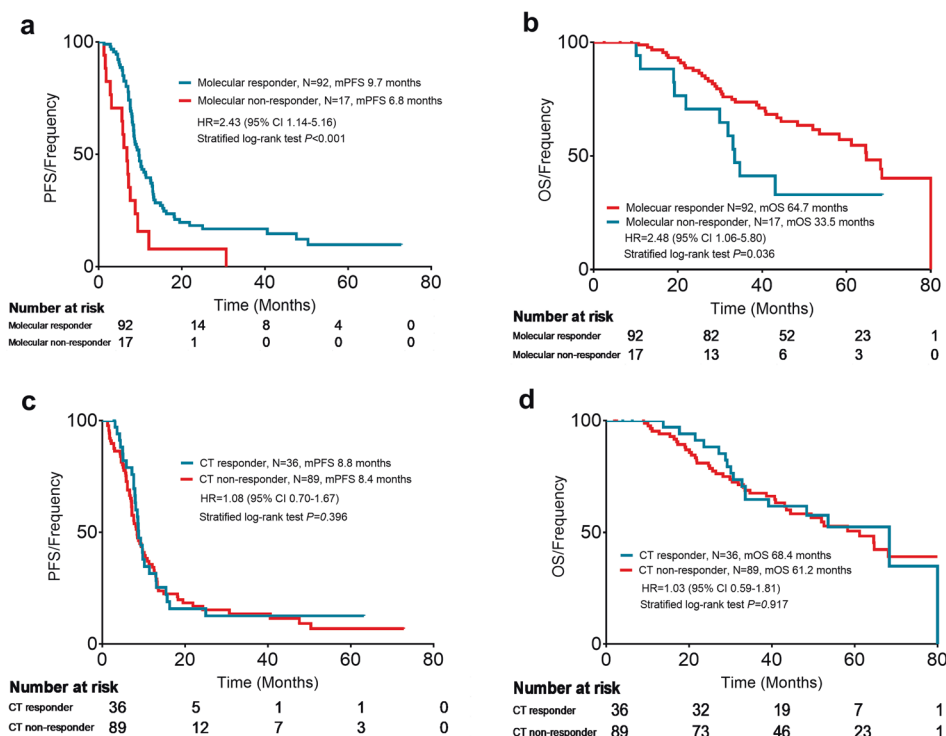 a
100
50
0
PFS/Frequency
Molecular responder, N=92, mPFS 9.7 months
Molecular non-responder, N=17, mPFS 6.8 months
HR=2.43 (95% CI 1.14-5.16)
Stratified log-rank test P<0.001
0 20 40 60 80
Time (Months)
Number at risk
Molecular responder 92 14 8 4 0
Molecular non-responder 17 1 0 0 0
b
100
50
0
OS/Frequency
Molecuar responder N=92, mOS 64.7 months
Molecular non-responder, N=17, mOS 33.5 months
HR=2.48 (95% CI 1.06-5.80)
Stratified log-rank test P=0.036
0 20 40 60 80
Time (Months)
Number at risk
Molecular responder 92 82 52 23 1
Molecular non-responder 17 13 6 3 0
c
100
50
0
PFS/Frequency
CT responder, N=36, mPFS 8.8 months
CT non-responder, N=89, mPFS 8.4 months
HR=1.08 (95% CI 0.70-1.67)
Stratified log-rank test P=0.396
0 20 40 60 80
Time (Months)
Number at risk
CT responder 36 5 1 1 0
CT non-responder 89 12 7 3 0
d
100
50
0
OS/Frequency
CT responder, N=36, mOS 68.4 months
CT non-responder, N=89, mOS 61.2 months
HR=1.03 (95% CI 0.59-1.81)
Stratified log-rank test P=0.917
0 20 40 60 80
Time (Months)
Number at risk
CT responder 36 32 19 7 1
CT non-responder 89 73 46 23 1